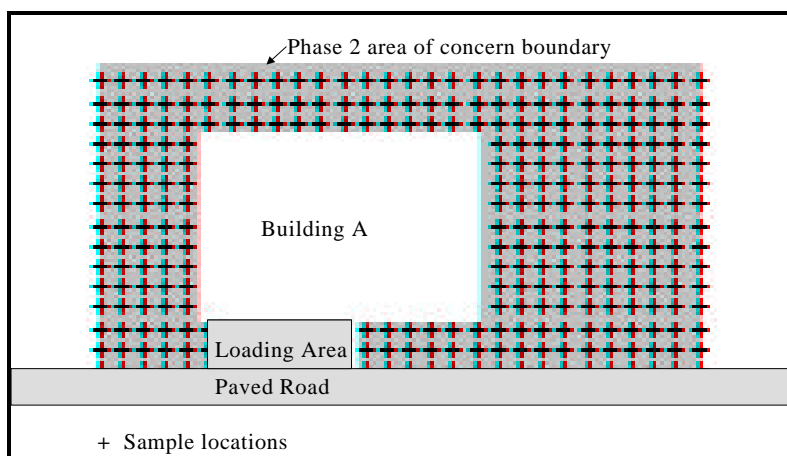 Phase 2 area of concern boundary
Building A
Loading Area
Paved Road
+ Sample locations